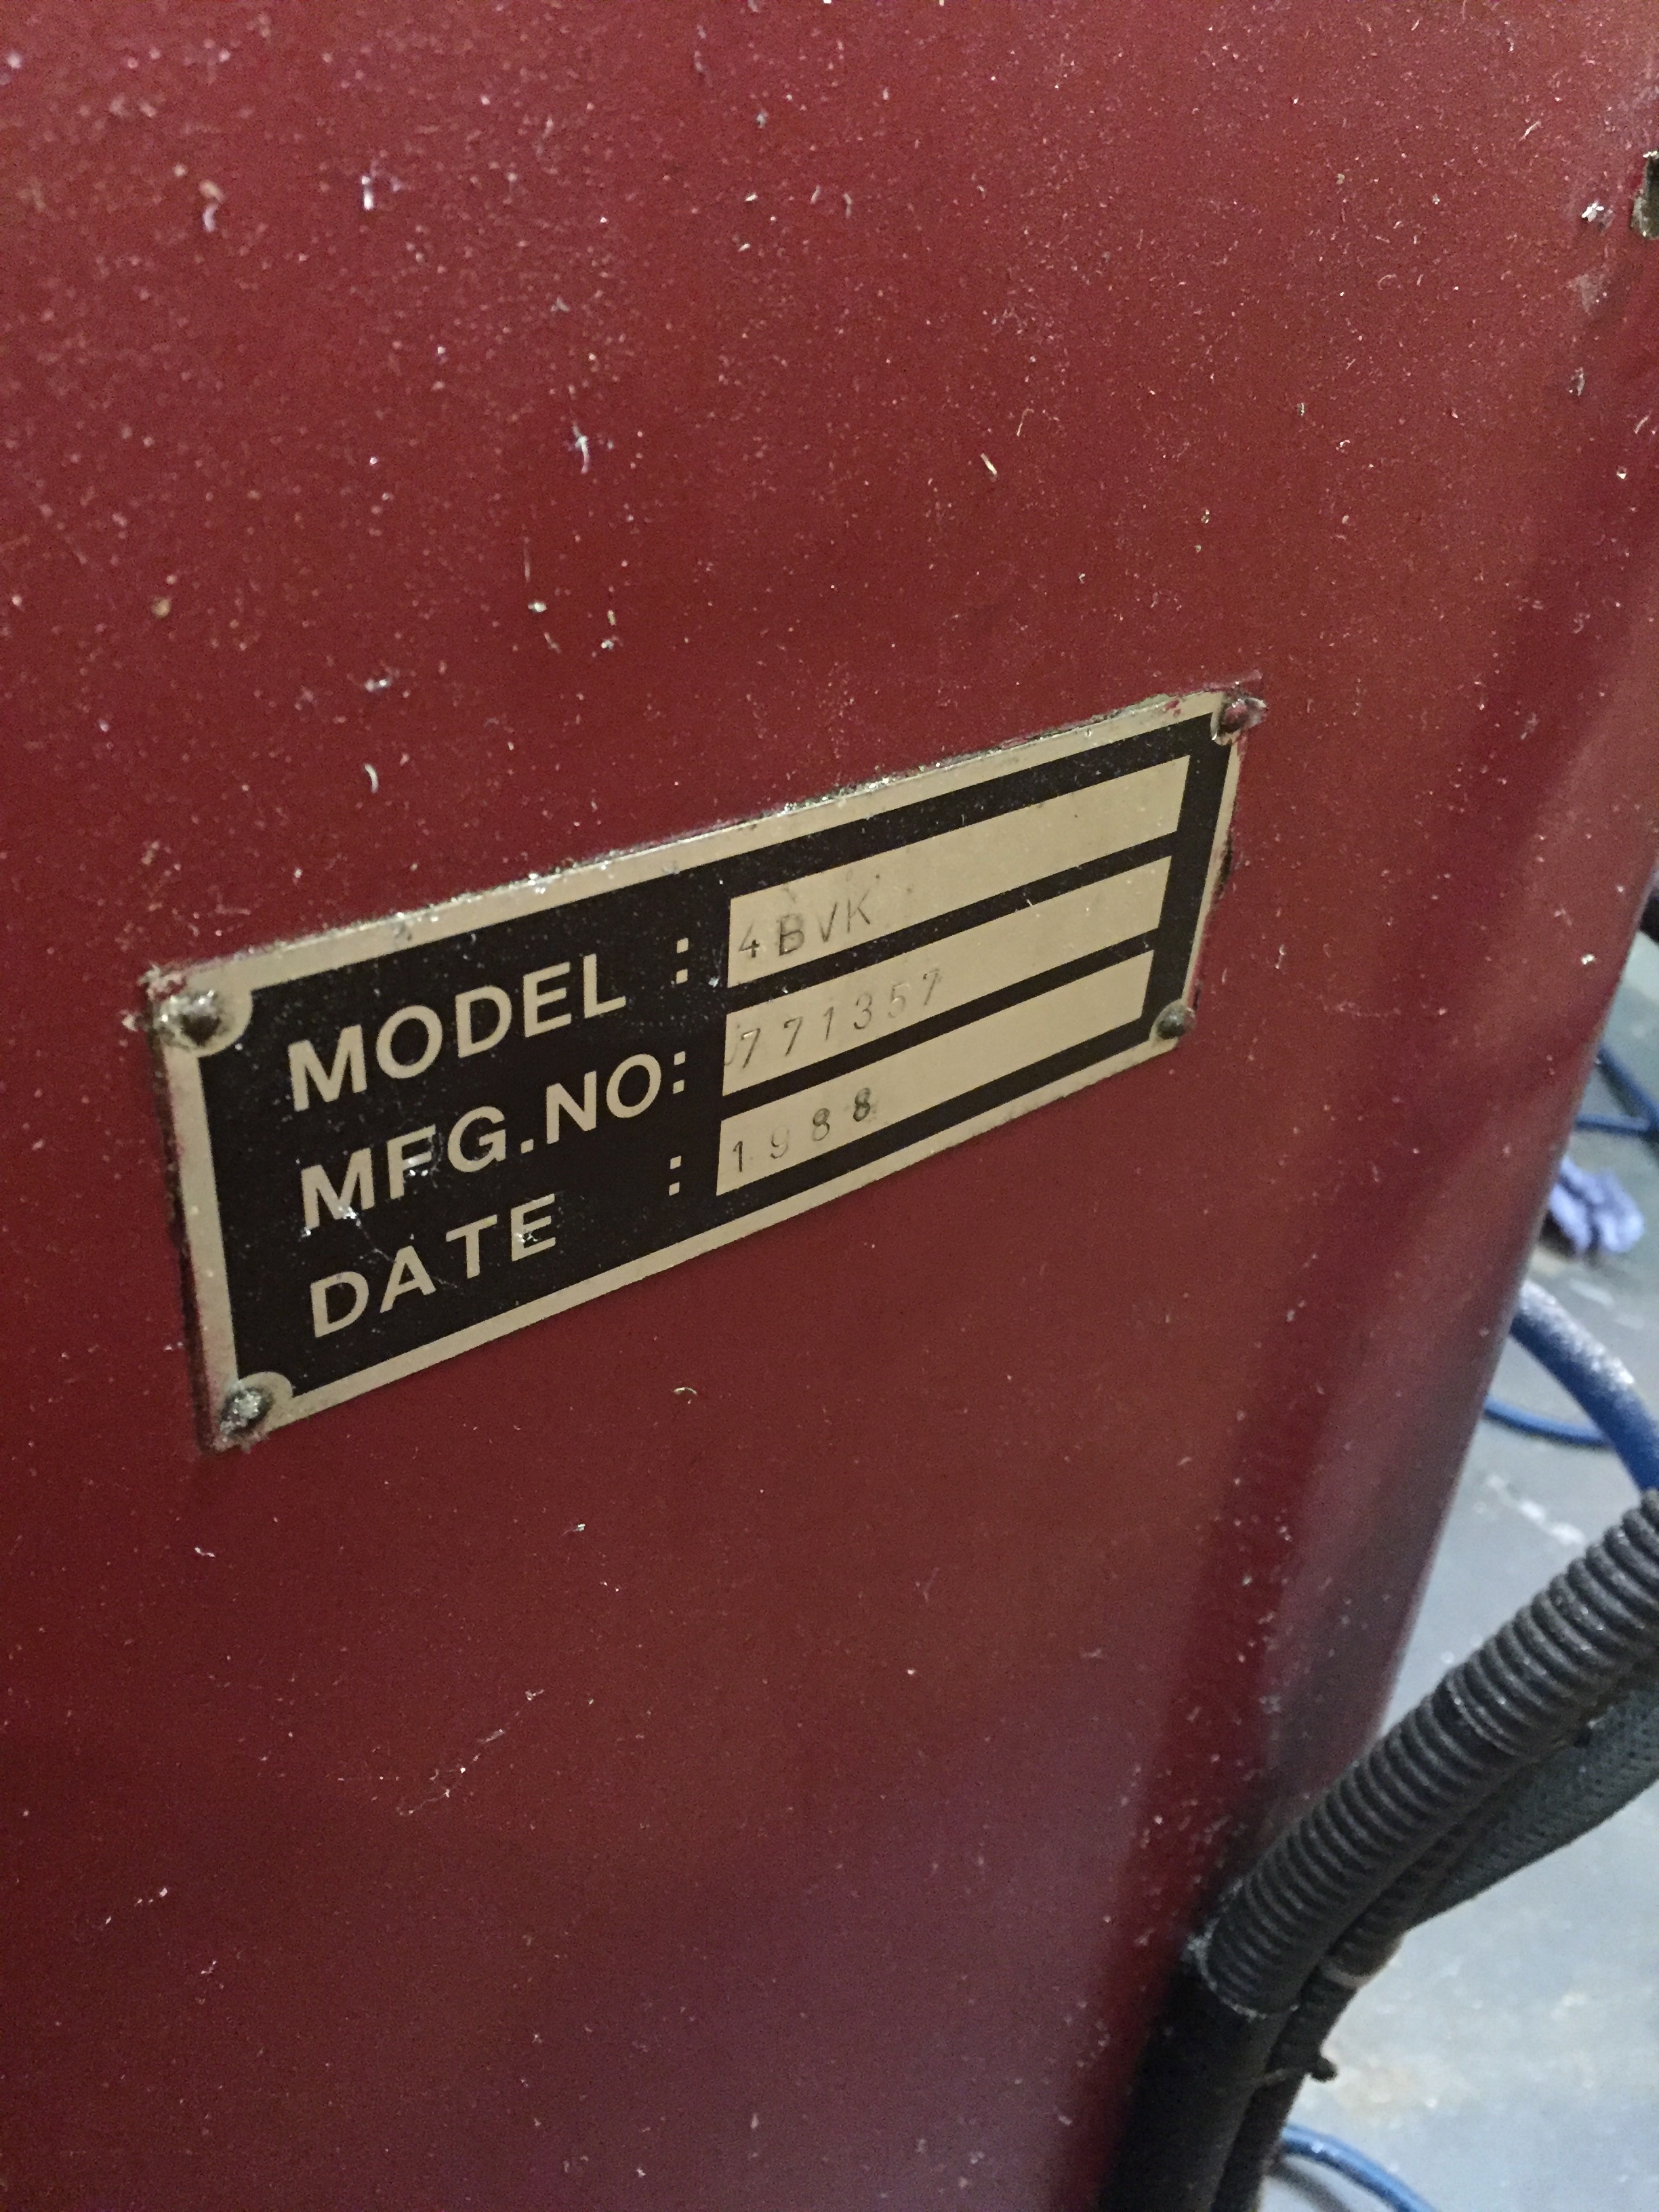 MODEL : 4BVK
MFG.NO: 771357
DATE : 1988